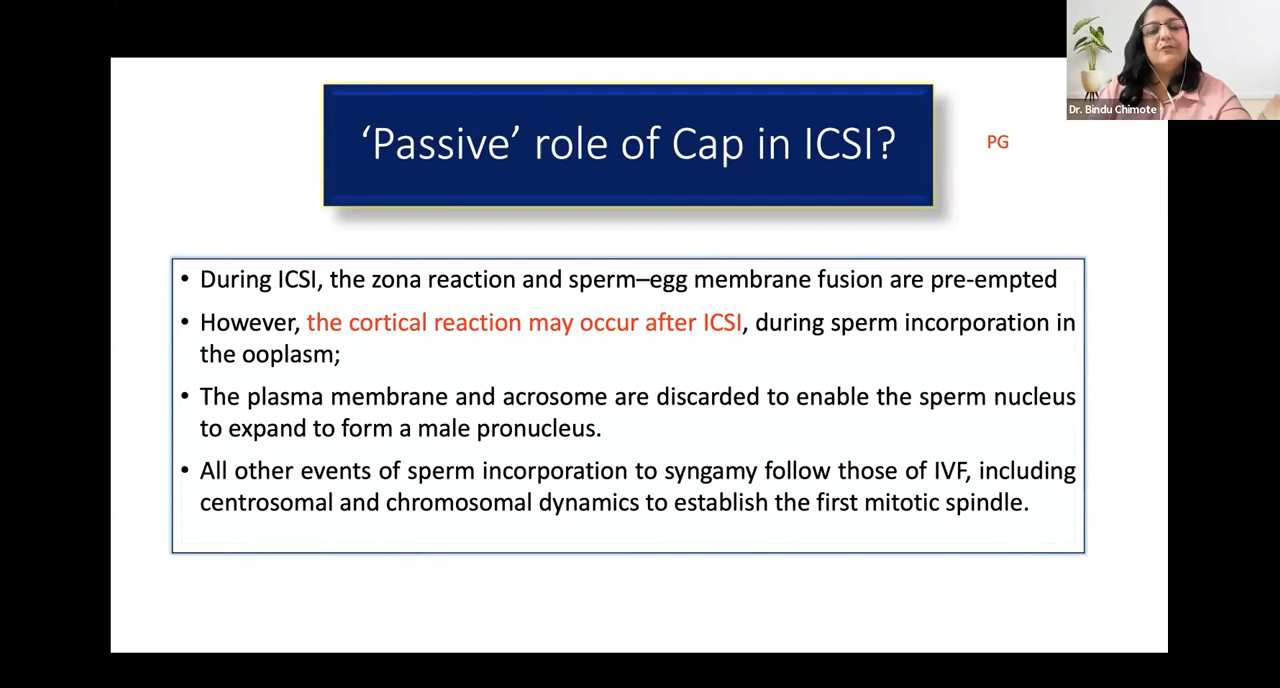 Dr. Bindu Chimote
‘Passive’ role of Cap in ICSI?
PG
• During ICSI, the zona reaction and sperm–egg membrane fusion are pre-empted
• However, the cortical reaction may occur after ICSI, during sperm incorporation in
the ooplasm;
• The plasma membrane and acrosome are discarded to enable the sperm nucleus
to expand to form a male pronucleus.
• All other events of sperm incorporation to syngamy follow those of IVF, including
centrosomal and chromosomal dynamics to establish the first mitotic spindle.